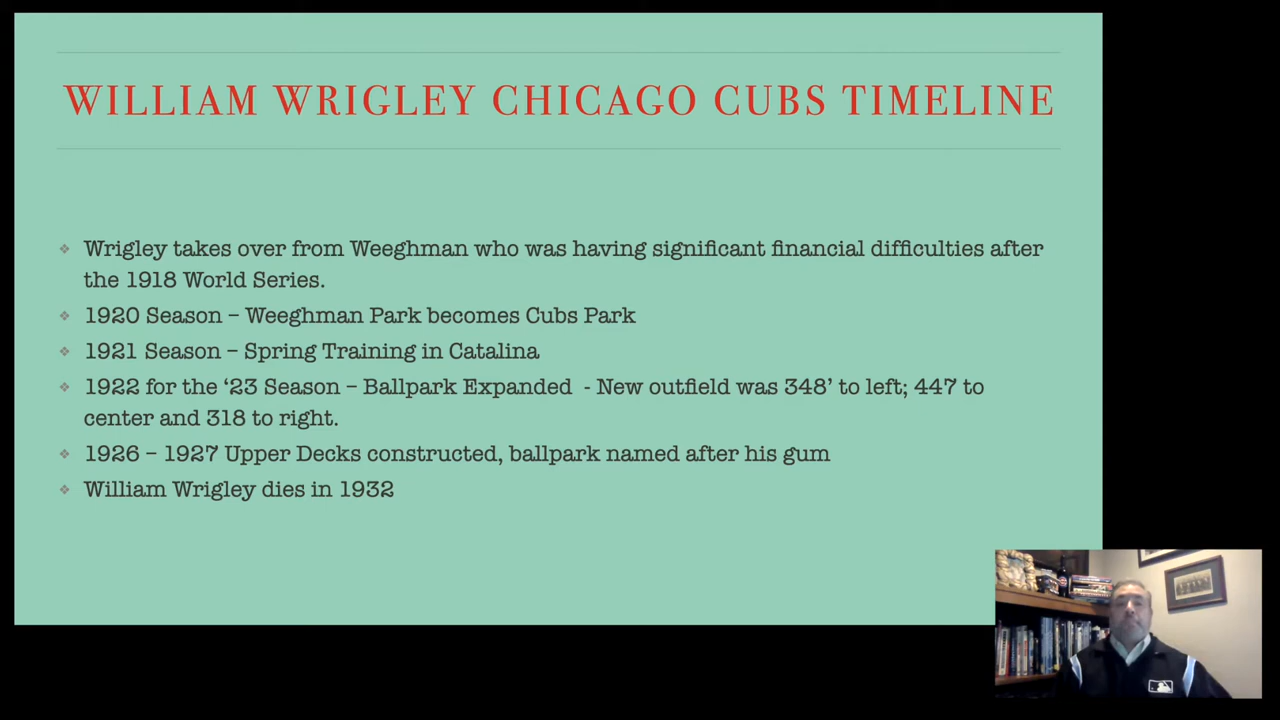 WILLIAM WRIGLEY CHICAGO CUBS TIMELINE
Wrigley takes over from Weeghman who was having significant financial difficulties after
the 1918 World Series.
1920 Season – Weeghman Park becomes Cubs Park
1921 Season – Spring Training in Catalina
1922 for the ‘23 Season – Ballpark Expanded - New outfield was 348’ to left; 447 to
center and 318 to right.
1926 – 1927 Upper Decks constructed, ballpark named after his gum
William Wrigley dies in 1932